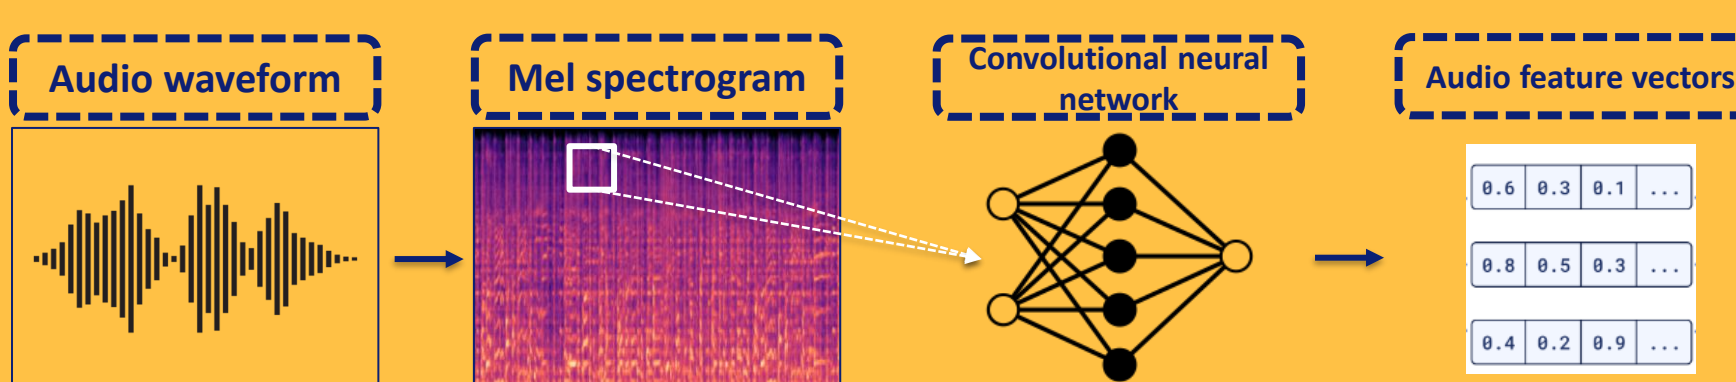 Audio waveform
Mel spectrogram
Convolutional neural
network
Audio feature vectors
0.6 0.3 0.1 ...
0.8 0.5 0.3 ...
0.4 0.2 0.9 ...